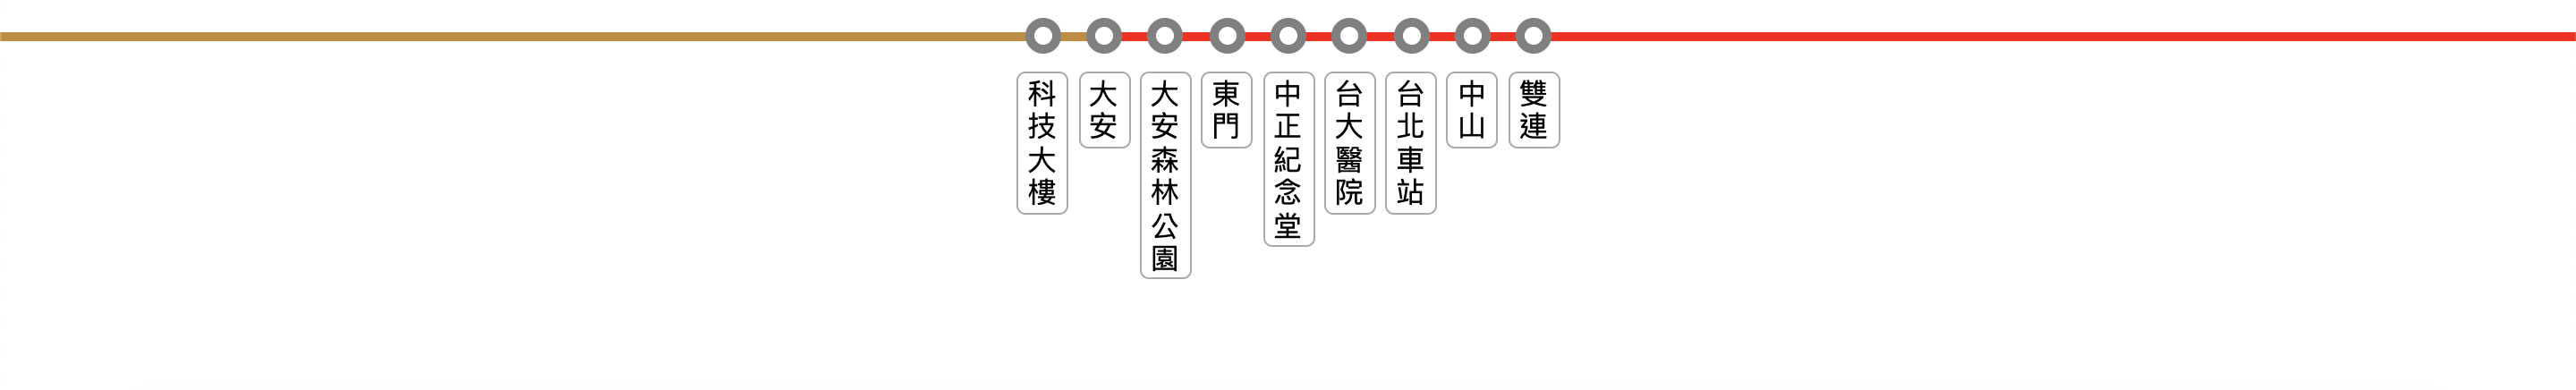 科技大樓
大安
大安森林公園
東門
中正紀念堂
台大醫院
台北車站
中山
雙連